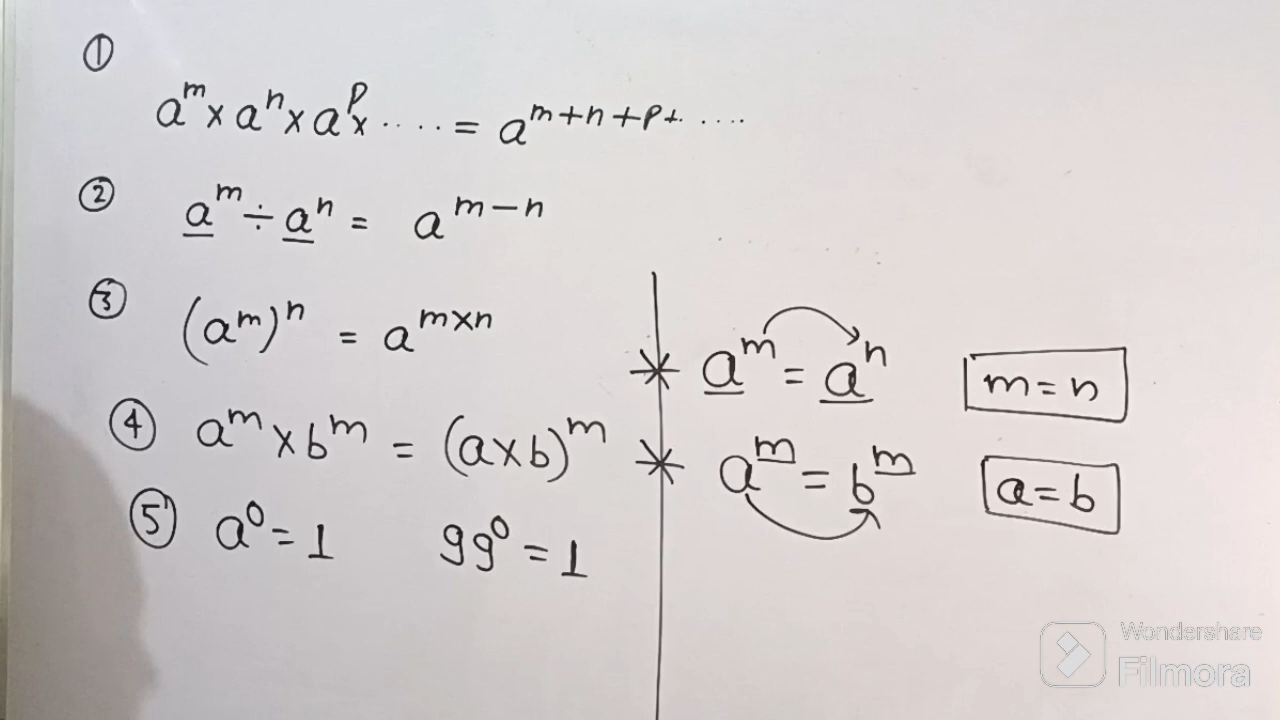 ①
a^m × a^n × a^p × ..... = a^{m+n+p+.....}
② a^m ÷ a^n = a^{m-n}
③ (a^m)^n = a^{m×n}
④ a^m × b^m = (a×b)^m
⑤ a^0 = 1 99^0 = 1
* a^m = a^n m = n
* a^m = b^m a = b
Wondershare
Filmora